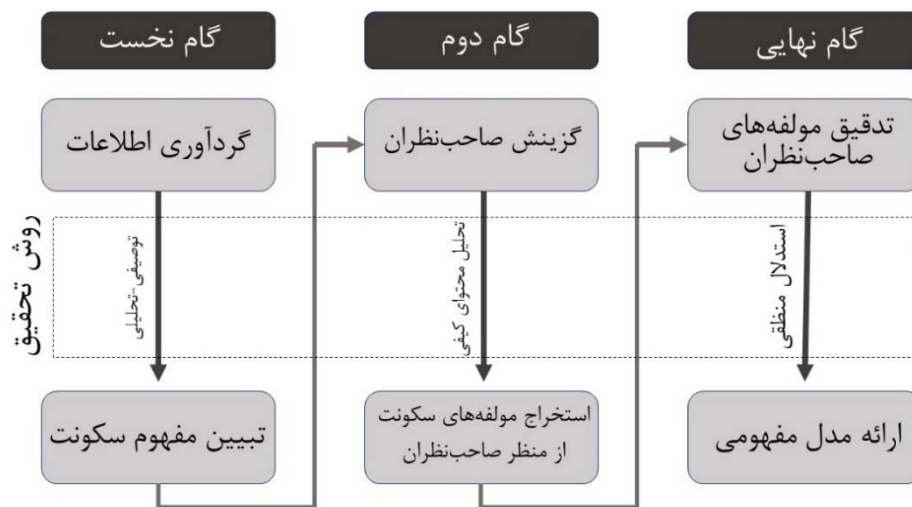 گام نخست
گام دوم
گام نهایی
گردآوری اطلاعات
گزینش صاحب‌نظران
تدقیق مولفه‌های
صاحب‌نظران
روش تحقیق
توصیفی-تحلیلی
تحلیل محتوای کیفی
استدلال منظقی
تبیین مفهوم سکونت
استخراج مولفه‌های سکونت
از منظر صاحب‌نظران
ارائه مدل مفهومی